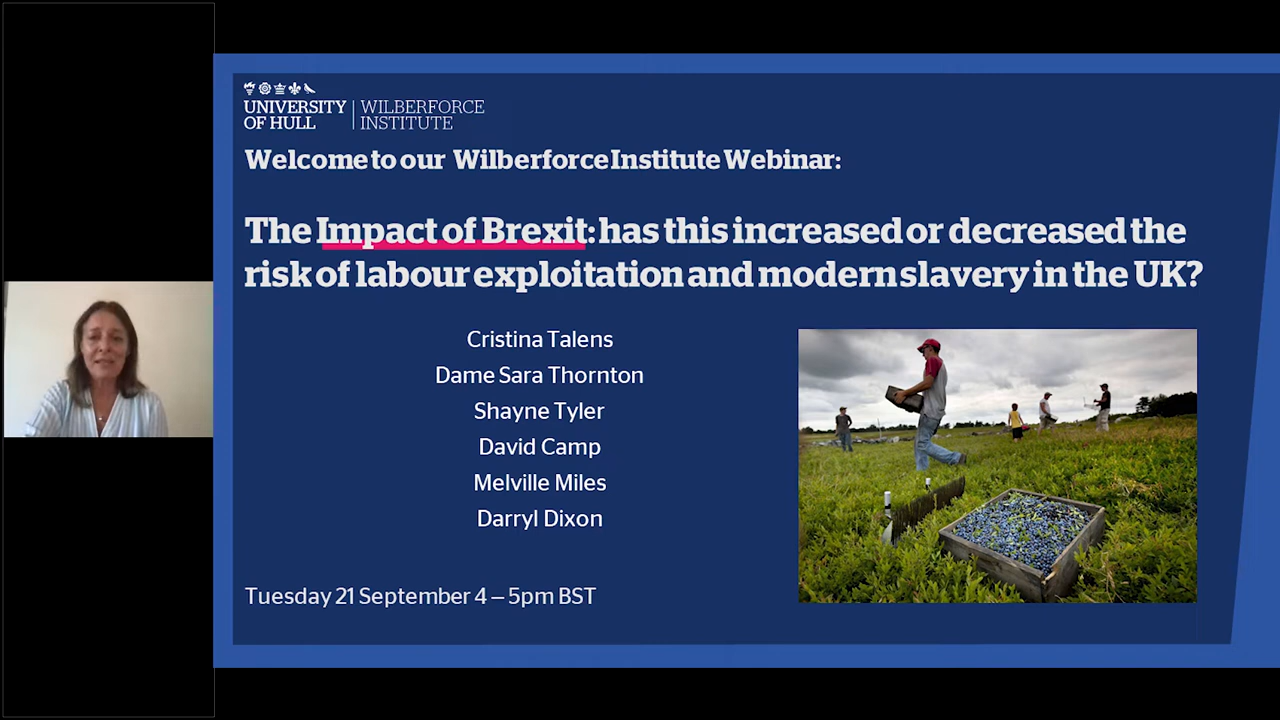 UNIVERSITY OF HULL
WILBERFORCE INSTITUTE
Welcome to our Wilberforce Institute Webinar:
The Impact of Brexit: has this increased or decreased the
risk of labour exploitation and modern slavery in the UK?
Cristina Talens
Dame Sara Thornton
Shayne Tyler
David Camp
Melville Miles
Darryl Dixon
Tuesday 21 September 4 – 5pm BST